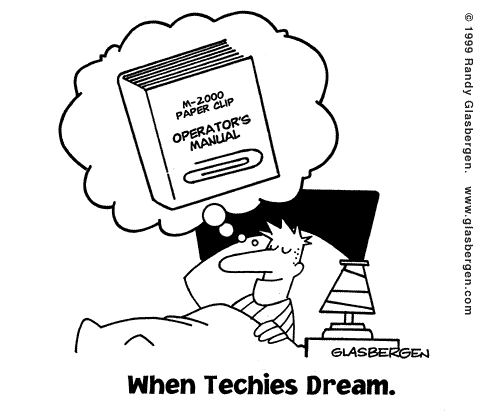 M-2000
PAPER CLIP
OPERATOR'S
MANUAL
© 1999 Randy Glasbergen. www.glasbergen.com
GLASBERGEN
When Techies Dream.